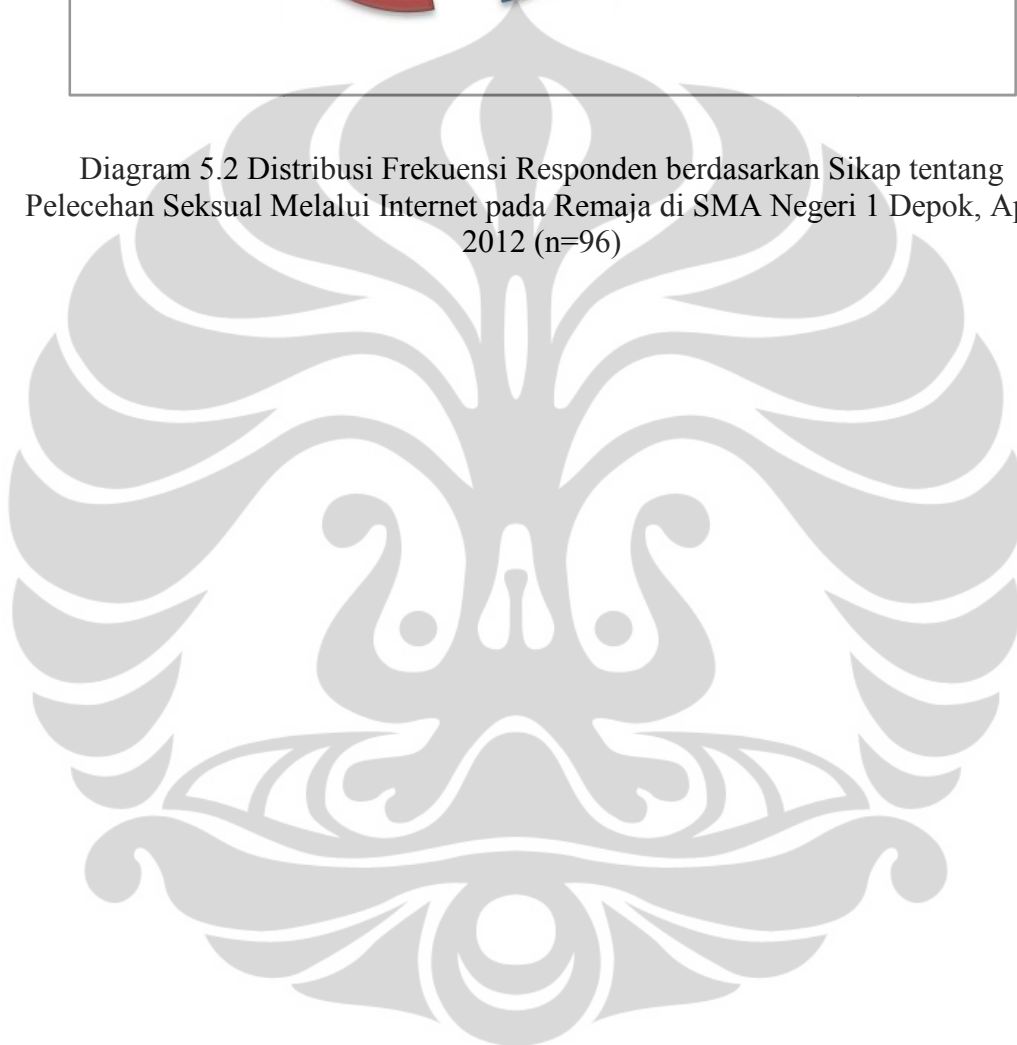 Diagram 5.2 Distribusi Frekuensi Responden berdasarkan Sikap tentang
Pelecehan Seksual Melalui Internet pada Remaja di SMA Negeri 1 Depok,
2012 (n=96)